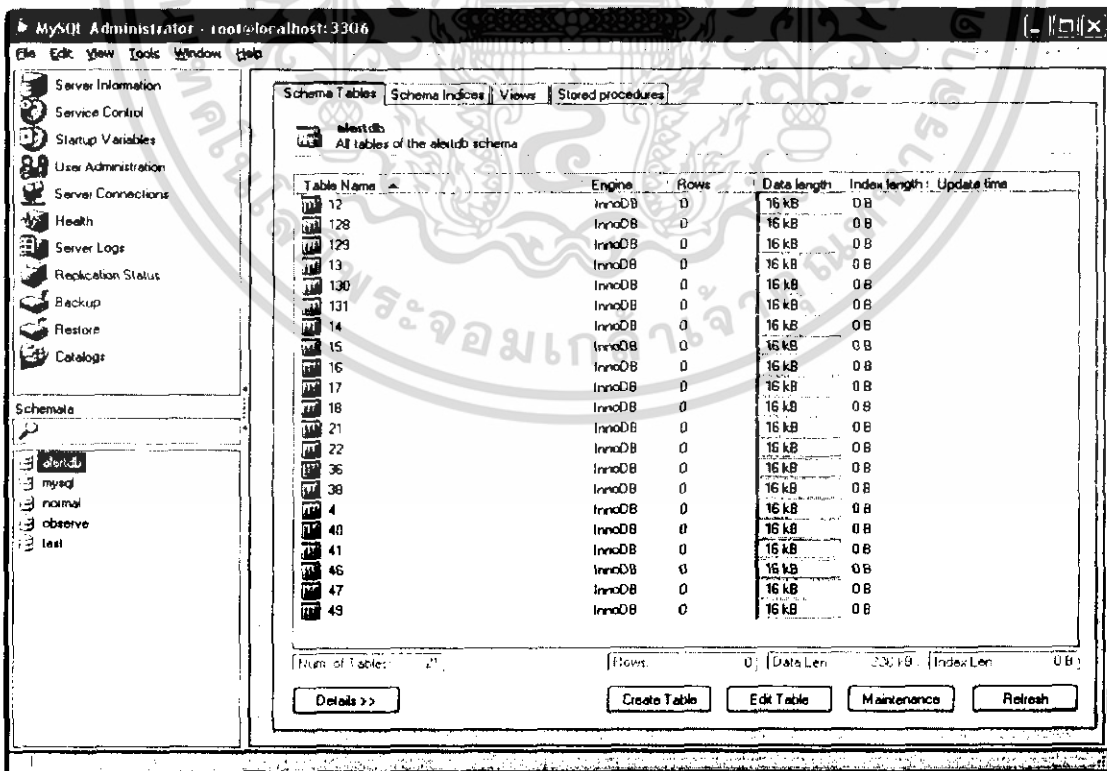 MySQL Administrator - root@localhost:3306
File Edit View Tools Window Help
Server Information
Service Control
Startup Variables
User Administration
Server Connections
Health
Server Logs
Replication Status
Backup
Restore
Catalogs
Schemata
alertdb
mysql
normal
observe
test
Schema Tables Schema Indices Views Stored procedures
alertdb
All tables of the alertdb schema
Table Name Engine Rows Data length Index length Update time
12 InnoDB 0 16 kB 0 B
128 InnoDB 0 16 kB 0 B
129 InnoDB 0 16 kB 0 B
13 InnoDB 0 16 kB 0 B
130 InnoDB 0 16 kB 0 B
131 InnoDB 0 16 kB 0 B
14 InnoDB 0 16 kB 0 B
15 InnoDB 0 16 kB 0 B
16 InnoDB 0 16 kB 0 B
17 InnoDB 0 16 kB 0 B
18 InnoDB 0 16 kB 0 B
21 InnoDB 0 16 kB 0 B
22 InnoDB 0 16 kB 0 B
36 InnoDB 0 16 kB 0 B
38 InnoDB 0 16 kB 0 B
4 InnoDB 0 16 kB 0 B
40 InnoDB 0 16 kB 0 B
41 InnoDB 0 16 kB 0 B
46 InnoDB 0 16 kB 0 B
47 InnoDB 0 16 kB 0 B
49 InnoDB 0 16 kB 0 B
Num. of Tables: 21 Rows: 0 Data Len. Index Len. 0 B
Details >> Create Table Edit Table Maintenance Refresh